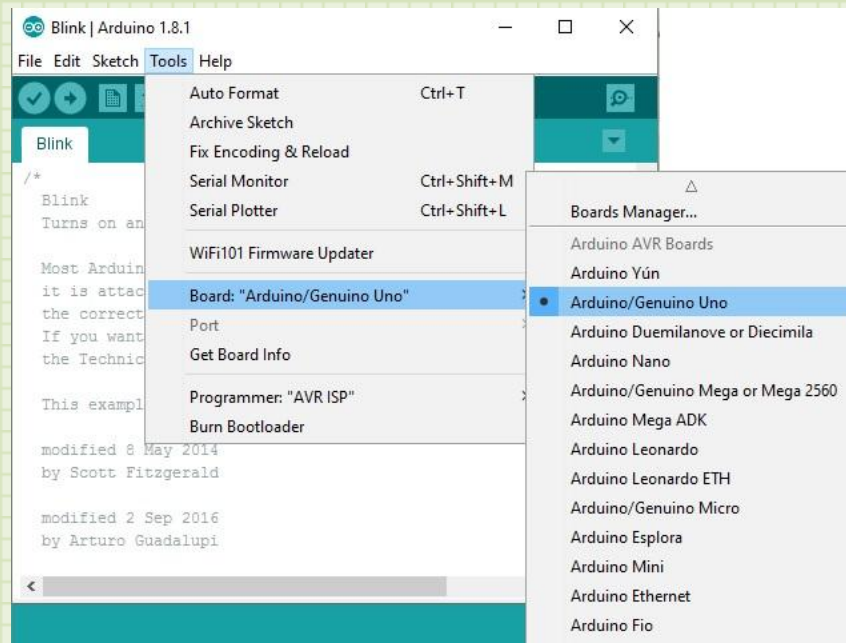 Blink | Arduino 1.8.1
File Edit Sketch Tools Help
Blink
Auto Format Ctrl+T
Archive Sketch
Fix Encoding & Reload
Serial Monitor Ctrl+Shift+M
Serial Plotter Ctrl+Shift+L
WiFi101 Firmware Updater
Board: "Arduino/Genuino Uno"
Port
Get Board Info
Programmer: "AVR ISP"
Burn Bootloader
Boards Manager...
Arduino AVR Boards
Arduino Yún
Arduino/Genuino Uno
Arduino Duemilanove or Diecimila
Arduino Nano
Arduino/Genuino Mega or Mega 2560
Arduino Mega ADK
Arduino Leonardo
Arduino Leonardo ETH
Arduino/Genuino Micro
Arduino Esplora
Arduino Mini
Arduino Ethernet
Arduino Fio
/*
Blink
Turns on an
Most Arduin
it is attac
the correct
If you want
the Technic
This exampl
modified 8 May 2014
by Scott Fitzgerald
modified 2 Sep 2016
by Arturo Guadalupi